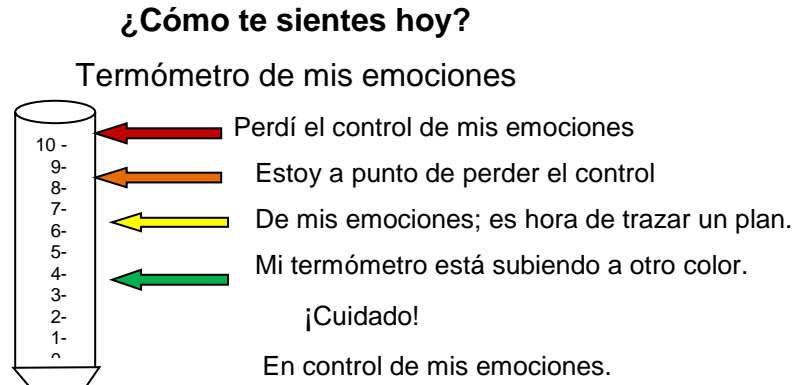 ¿Cómo te sientes hoy?
Termómetro de mis emociones
10 -
9-
8-
7-
6-
5-
4-
3-
2-
1-
Perdí el control de mis emociones
Estoy a punto de perder el control
De mis emociones; es hora de trazar un plan.
Mi termómetro está subiendo a otro color.
¡Cuidado!
En control de mis emociones.